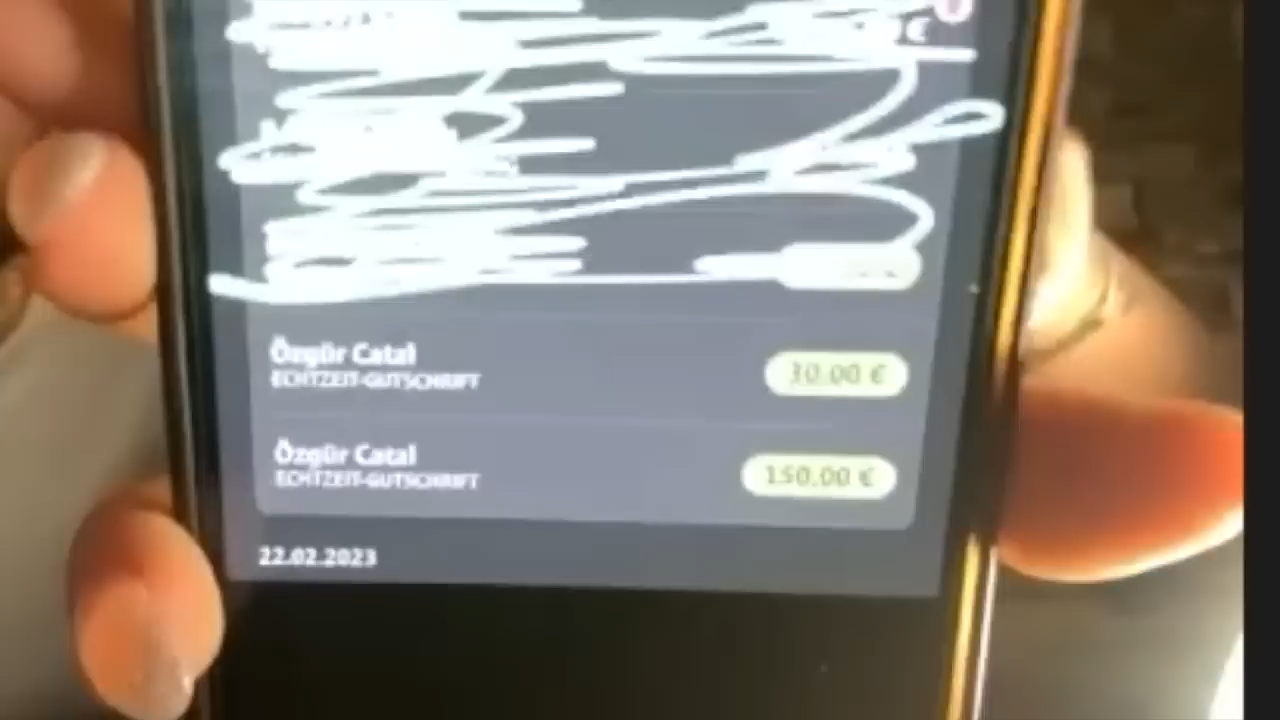 €
Özgür Catal
ECHTZEIT-GUTSCHRIFT
30,00 €
Özgür Catal
ECHTZEIT-GUTSCHRIFT
150,00 €
22.02.2023